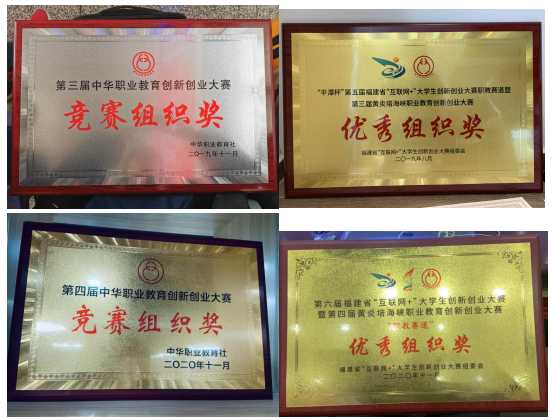 第三届中华职业教育创新创业大赛
竞赛组织奖
中华职业教育社
二〇一九年十一月
第五届福建省"互联网+"大学生创新创业大赛职教赛道暨
第三届黄炎培海峡职业教育创新创业大赛
优秀组织奖
福建省"互联网+"大学生创新创业大赛组委会
二〇一九年八月
第四届中华职业教育创新创业大赛
竞赛组织奖
中华职业教育社
二〇二〇年十一月
第六届福建省"互联网+"大学生创新创业大赛
暨第四届黄炎培海峡职业教育创新创业大赛
优秀组织奖
福建省"互联网+"大学生创新创业大赛组委会
二〇二〇年十一月